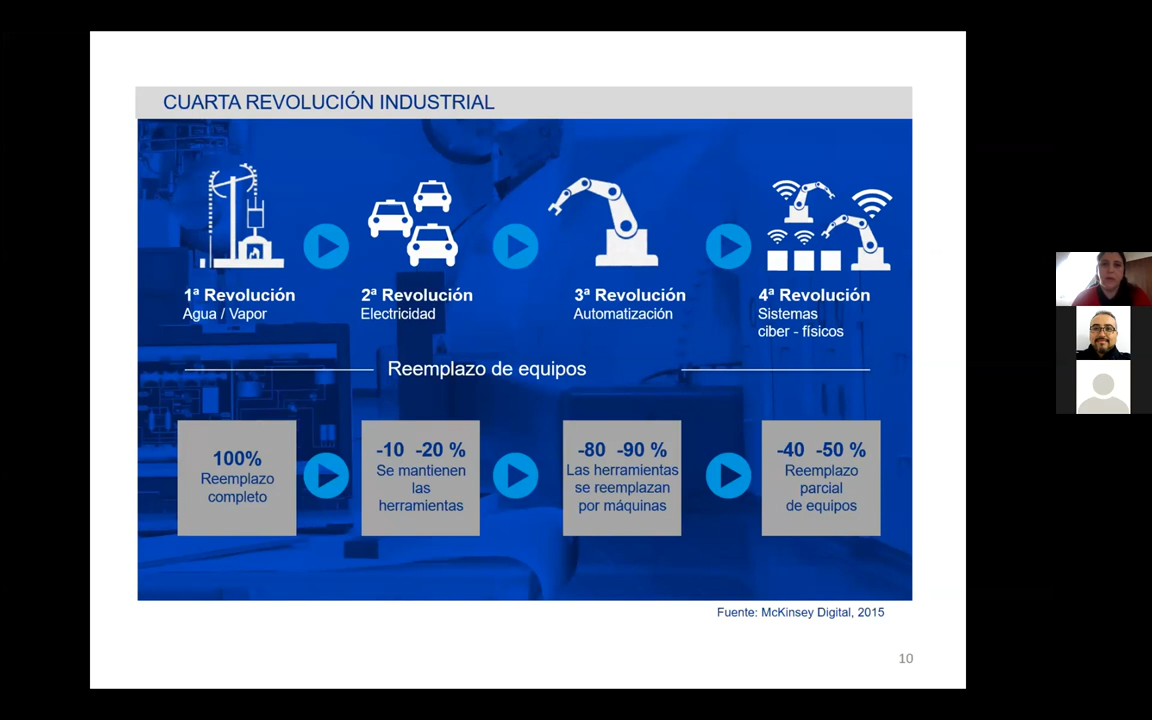 CUARTA REVOLUCIÓN INDUSTRIAL
1ª Revolución
Agua / Vapor
2ª Revolución
Electricidad
3ª Revolución
Automatización
4ª Revolución
Sistemas
ciber - físicos
Reemplazo de equipos
100%
Reemplazo
completo
-10 -20 %
Se mantienen
las
herramientas
-80 -90 %
Las herramientas
se reemplazan
por máquinas
-40 -50 %
Reemplazo
parcial
de equipos
Fuente: McKinsey Digital, 2015
10